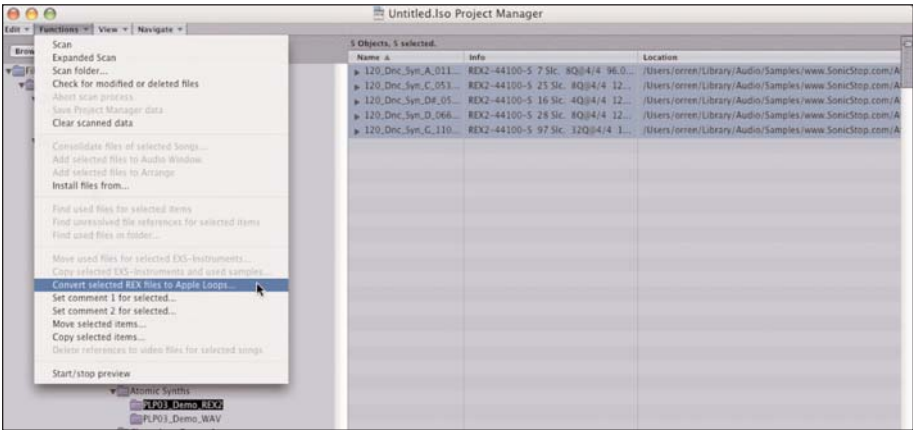 Untitled.lso Project Manager
Edit Functions View Navigate
Brow
Scan
Expanded Scan
Scan folder...
Check for modified or deleted files
Abort scan process
Save Project Manager data
Clear scanned data
Consolidate files of selected Songs...
Add selected files to Audio Window
Add selected files to Arrange
Install files from...
Find used files for selected items
Find unresolved file references for selected items
Find used files in folder...
Move used files for selected EXS-Instruments...
Copy selected EXS-Instruments and used samples...
Convert selected REX files to Apple Loops...
Set comment 1 for selected...
Set comment 2 for selected...
Move selected items...
Copy selected items...
Delete references to video files for selected songs
Start/stop preview
Atomic Synths
PLP03_Demo_REX2
PLP03_Demo_WAV
5 Objects, 5 selected.
Name Info Location
120_Dnc_Syn_A_011... REX2-44100-S 7 Slc. 8Q@4/4 96.0... /Users/orren/Library/Audio/Samples/www.SonicStop.com/A
120_Dnc_Syn_C_053... REX2-44100-S 25 Slc. 8Q@4/4 12... /Users/orren/Library/Audio/Samples/www.SonicStop.com/A
120_Dnc_Syn_D#_05... REX2-44100-S 16 Slc. 4Q@4/4 12... /Users/orren/Library/Audio/Samples/www.SonicStop.com/A
120_Dnc_Syn_D_066... REX2-44100-S 28 Slc. 8Q@4/4 12... /Users/orren/Library/Audio/Samples/www.SonicStop.com/A
120_Dnc_Syn_G_110... REX2-44100-S 97 Slc. 32Q@4/4 1... /Users/orren/Library/Audio/Samples/www.SonicStop.com/A